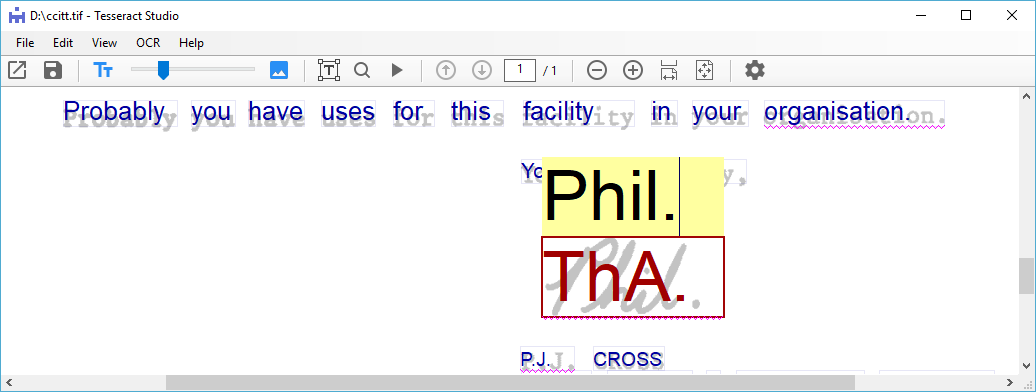 D:\ccitt.tif - Tesseract Studio
File Edit View OCR Help
1 / 1
Probably you have uses for this facility in your organisation.
Yo y,
Phil.
ThA.
Phil.
P.J. CROSS